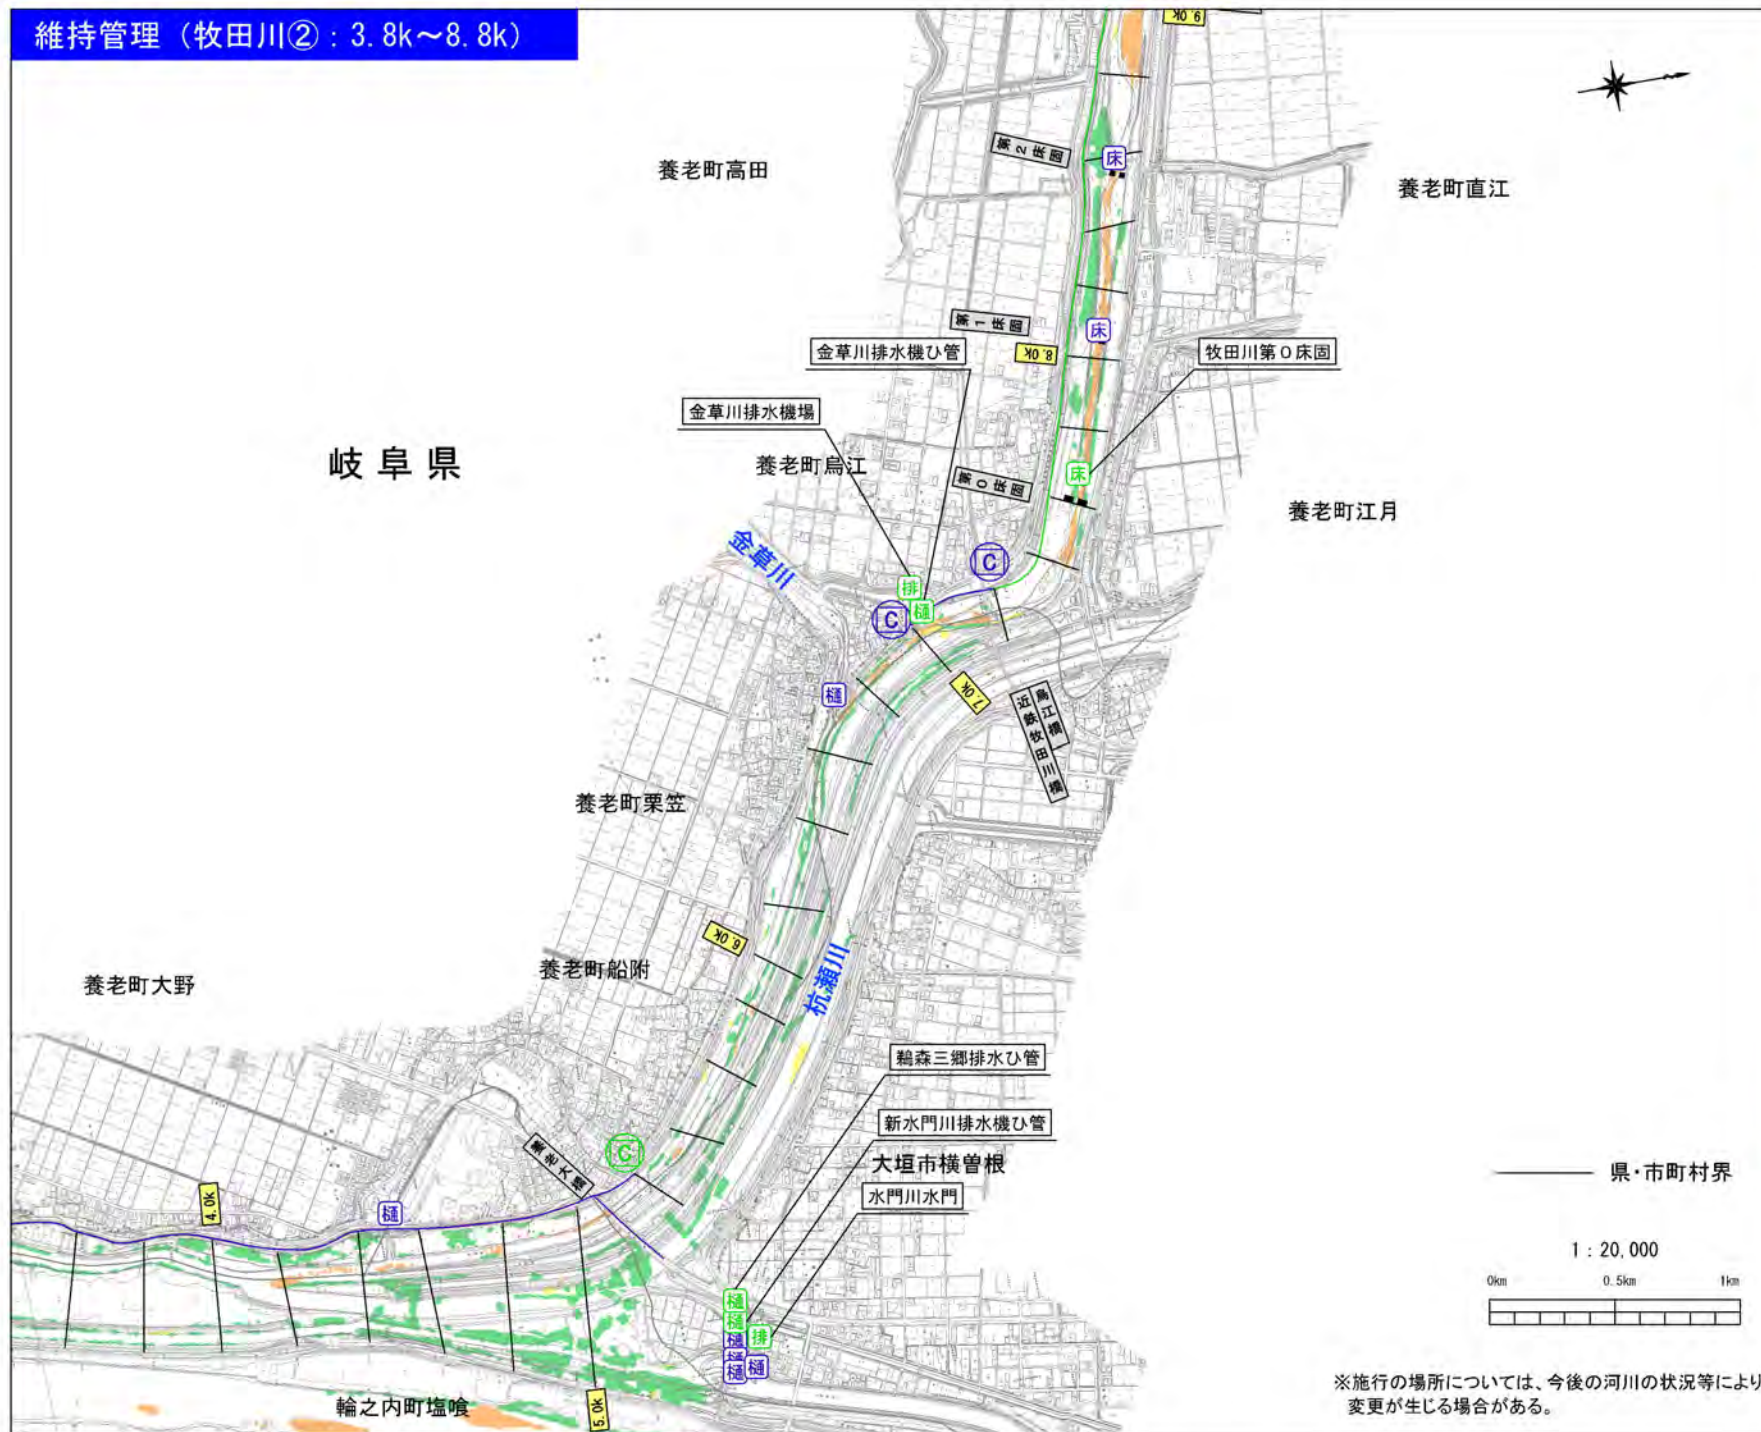 維持管理（牧田川②：3.8k～8.8k）
9.0k
養老町高田
第２床固
床
養老町直江
第１床固
床
金草川排水機ひ管
8.0k
牧田川第０床固
金草川排水機場
岐阜県
養老町烏江
第０床固
床
養老町江月
金草川
C
排
樋
C
7.0k
樋
烏江橋
近鉄牧田川橋
養老町栗笠
6.0k
養老町船附
養老町大野
杭瀬川
鵜森三郷排水ひ管
新水門川排水機ひ管
大垣市横曽根
水門川水門
C
養老大橋
4.0k
樋
県・市町村界
1：20,000
0km 0.5km 1km
樋
樋
排
樋
樋
樋
樋
輪之内町塩喰
5.0k
※施行の場所については、今後の河川の状況等により
変更が生じる場合がある。